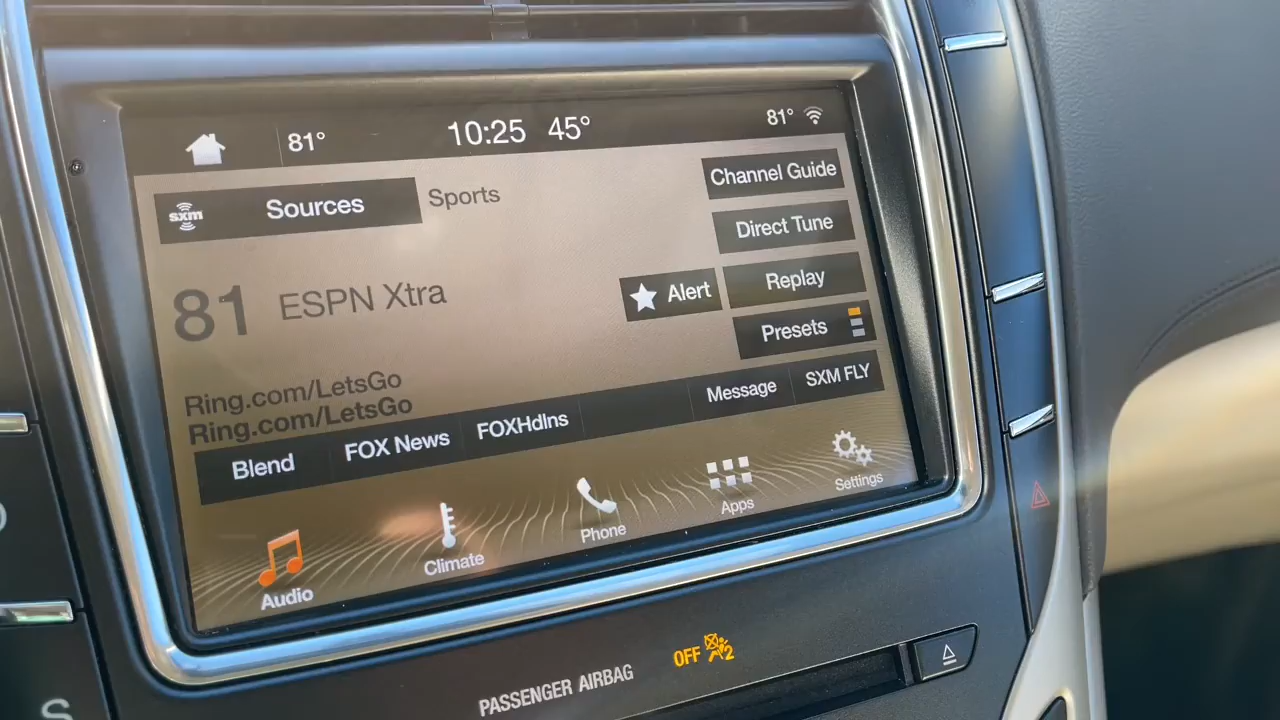 81° 10:25 45° 81°
sxm Sources Sports
Channel Guide
Direct Tune
81 ESPN Xtra
Alert Replay
Presets
Ring.com/LetsGo
Ring.com/LetsGo
Blend FOX News FOXHdlns Message SXM FLY
Audio Climate Phone Apps Settings
PASSENGER AIRBAG OFF 2
S